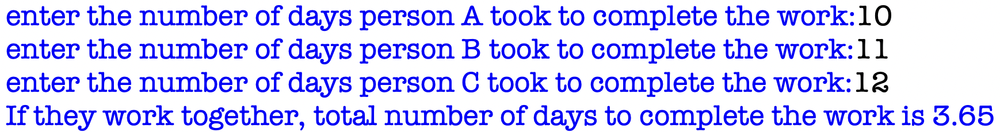 enter the number of days person A took to complete the work:10
enter the number of days person B took to complete the work:11
enter the number of days person C took to complete the work:12
If they work together, total number of days to complete the work is 3.65